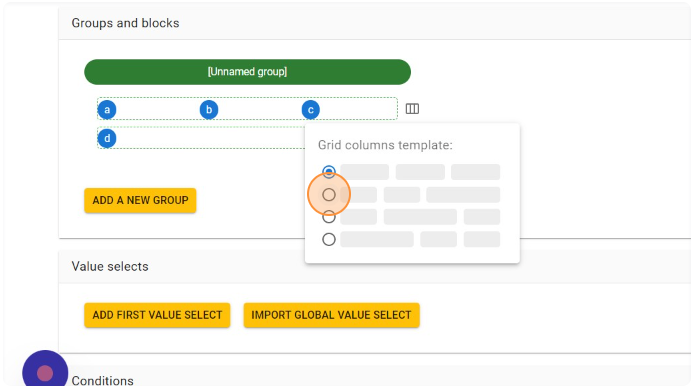 Groups and blocks
[Unnamed group]
a b c
d
Grid columns template:
ADD A NEW GROUP
Value selects
ADD FIRST VALUE SELECT IMPORT GLOBAL VALUE SELECT
Conditions